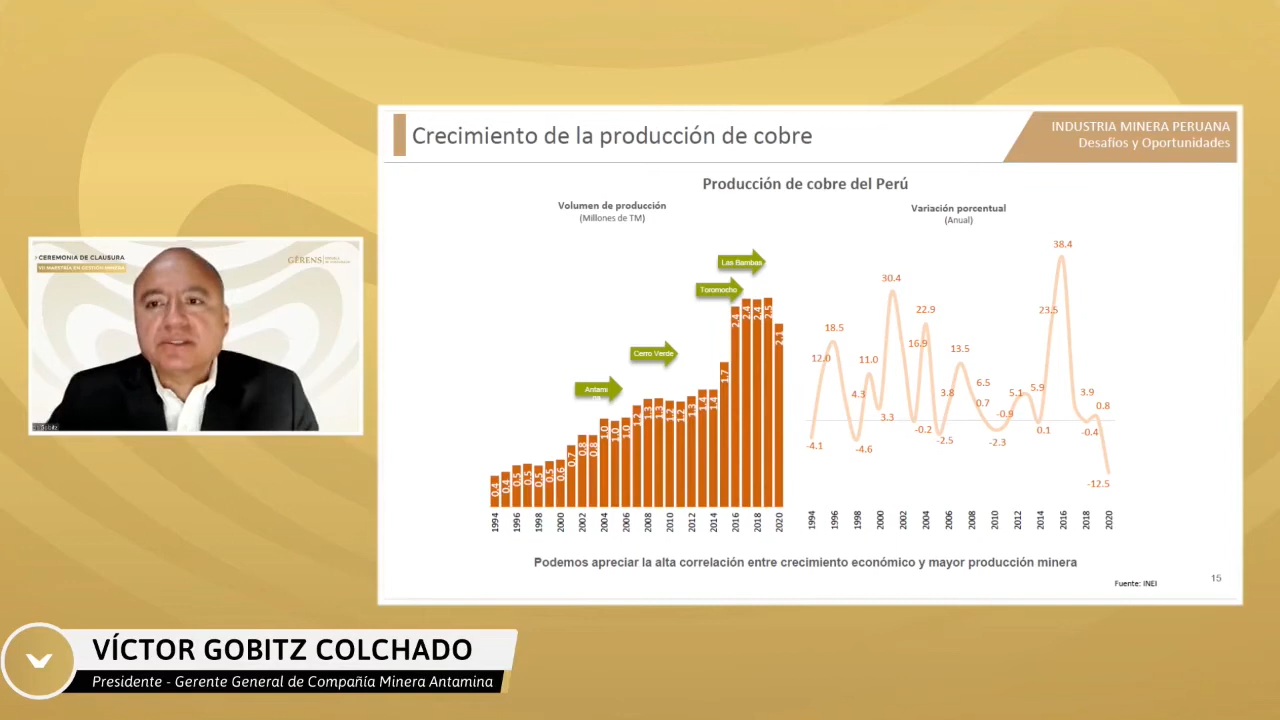 Crecimiento de la producción de cobre
INDUSTRIA MINERA PERUANA
Desafíos y Oportunidades
Producción de cobre del Perú
Volumen de producción
(Millones de TM)
Variación porcentual
(Anual)
Las Bambas
Toromocho
Cerro Verde
Antami
0.4 0.4 0.5 0.5 0.5 0.5 0.6 0.7 0.8 0.8 1.0 1.0 1.0 1.2 1.3 1.3 1.2 1.2 1.3 1.4 1.4 1.7 2.4 2.4 2.4 2.5 2.1
1994 1996 1998 2000 2002 2004 2006 2008 2010 2012 2014 2016 2018 2020
-4.1 12.0 18.5 4.3 -4.6 11.0 3.3 30.4 16.9 -0.2 22.9 -2.5 3.8 13.5 6.5 0.7 -2.3 -0.9 5.1 5.9 0.1 23.5 38.4 3.9 -0.4 0.8 -12.5
1994 1996 1998 2000 2002 2004 2006 2008 2010 2012 2014 2016 2018 2020
Podemos apreciar la alta correlación entre crecimiento económico y mayor producción minera
Fuente: INEI
15
CEREMONIA DE CLAUSURA
GĒRENS
VÍCTOR GOBITZ COLCHADO
Presidente - Gerente General de Compañía Minera Antamina